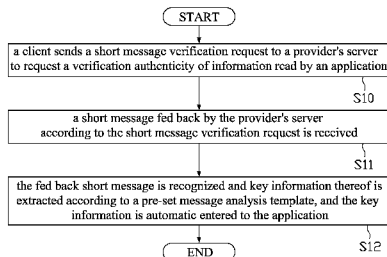 START
a client sends a short message verification request to a provider's server
to request a verification authenticity of information read by an application
S10
a short message fed back by the provider's server
according to the short message verification request is received
S11
the fed back short message is recognized and key information thereof is
extracted according to a pre-set message analysis template, and the key
information is automatic entered to the application
S12
END